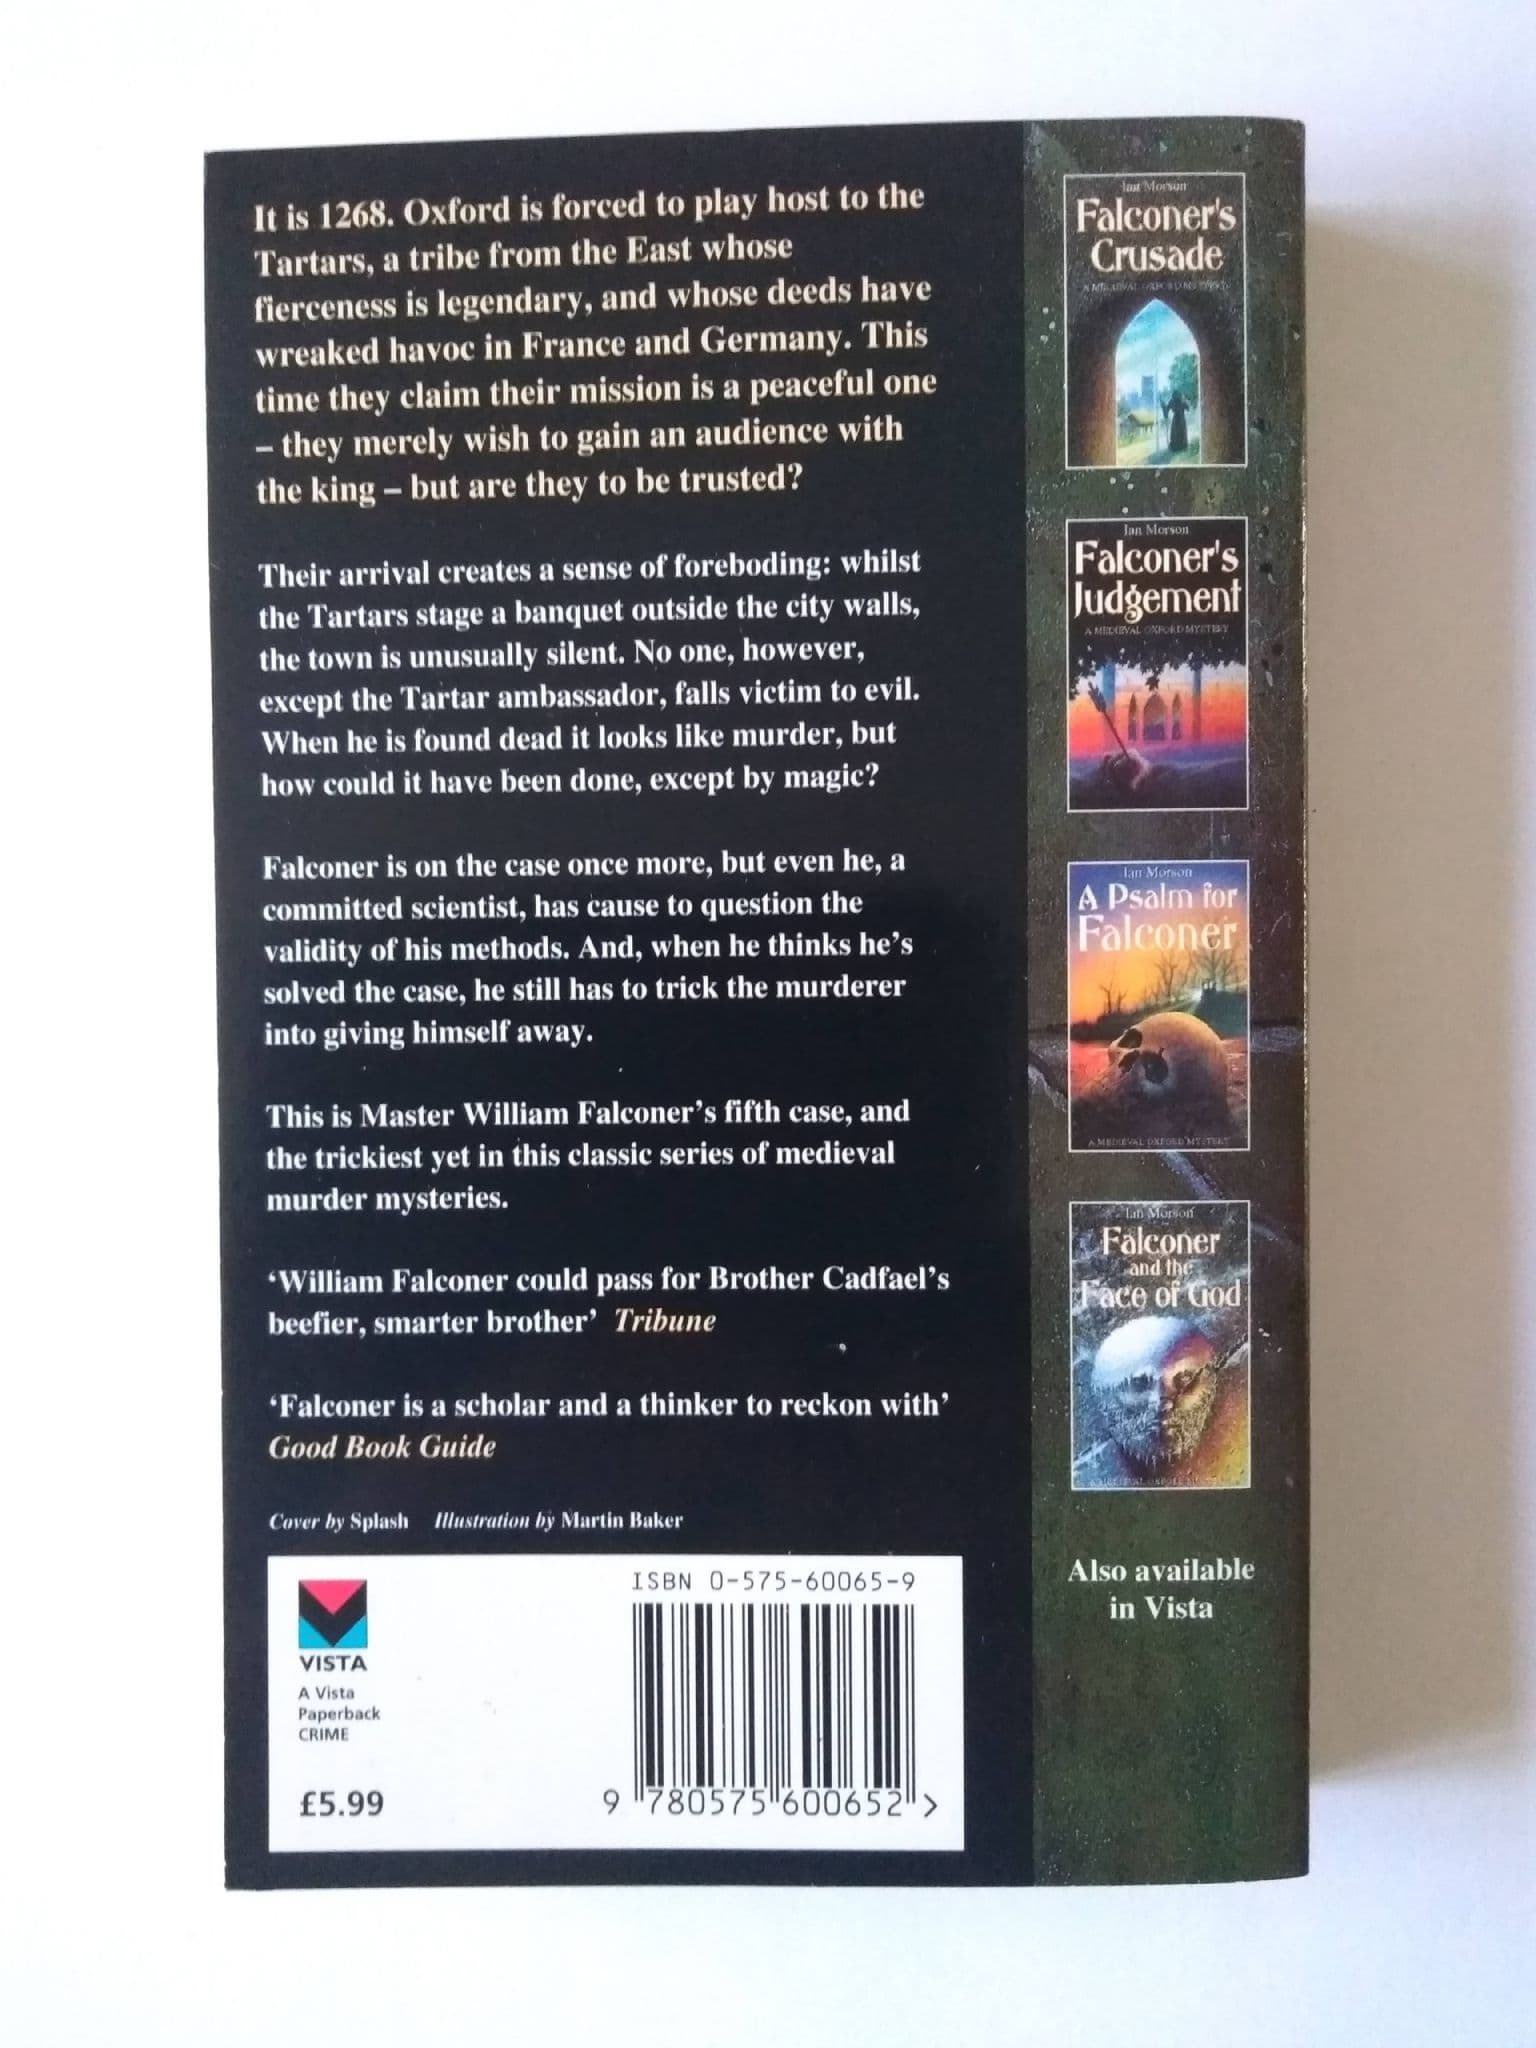 It is 1268. Oxford is forced to play host to the
Tartars, a tribe from the East whose
fierceness is legendary, and whose deeds have
wreaked havoc in France and Germany. This
time they claim their mission is a peaceful one
– they merely wish to gain an audience with
the king – but are they to be trusted?
Their arrival creates a sense of foreboding: whilst
the Tartars stage a banquet outside the city walls,
the town is unusually silent. No one, however,
except the Tartar ambassador, falls victim to evil.
When he is found dead it looks like murder, but
how could it have been done, except by magic?
Falconer is on the case once more, but even he, a
committed scientist, has cause to question the
validity of his methods. And, when he thinks he's
solved the case, he still has to trick the murderer
into giving himself away.
This is Master William Falconer's fifth case, and
the trickiest yet in this classic series of medieval
murder mysteries.
‘William Falconer could pass for Brother Cadfael’s
beefier, smarter brother’ Tribune
‘Falconer is a scholar and a thinker to reckon with’
Good Book Guide
Cover by Splash Illustration by Martin Baker
VISTA
A Vista
Paperback
CRIME
£5.99
ISBN 0-575-60065-9
9 780575 600652 >
Ian Morson
Falconer's
Crusade
A MEDIEVAL OXFORD MYSTERY
Ian Morson
Falconer's
Judgement
A MEDIEVAL OXFORD MYSTERY
Ian Morson
A Psalm for
Falconer
A MEDIEVAL OXFORD MYSTERY
Ian Morson
Falconer
and the
Face of God
A MEDIEVAL OXFORD MYSTERY
Also available
in Vista